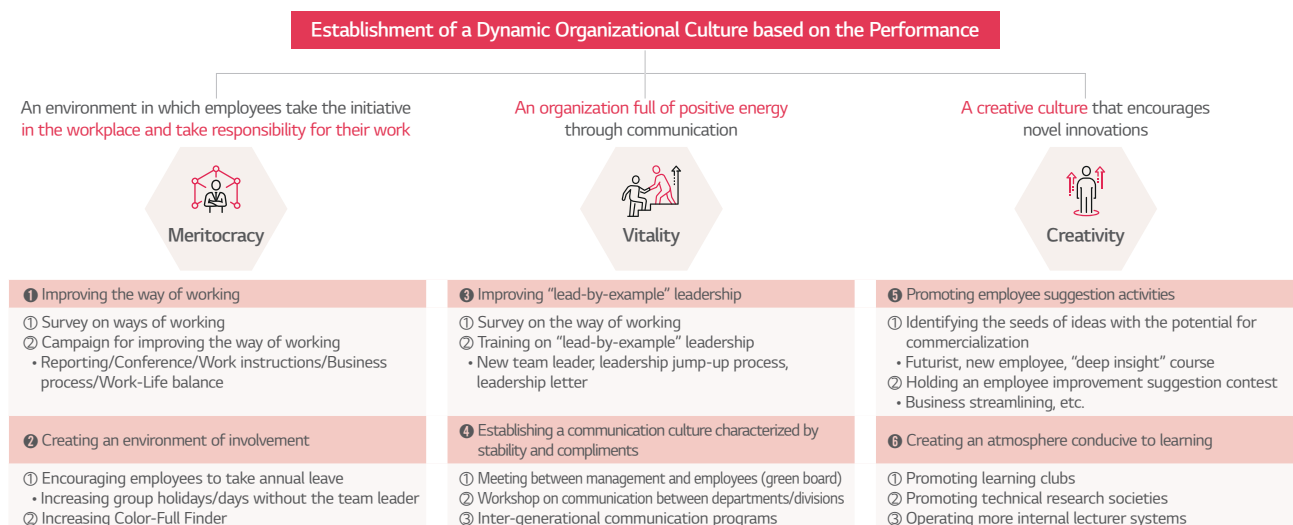 Establishment of a Dynamic Organizational Culture based on the Performance
An environment in which employees take the initiative
in the workplace and take responsibility for their work
Meritocracy
❶ Improving the way of working
① Survey on ways of working
② Campaign for improving the way of working
• Reporting/Conference/Work instructions/Business
process/Work-Life balance
❷ Creating an environment of involvement
① Encouraging employees to take annual leave
• Increasing group holidays/days without the team leader
② Increasing Color-Full Finder
An organization full of positive energy
through communication
Vitality
❸ Improving "lead-by-example" leadership
① Survey on the way of working
② Training on "lead-by-example" leadership
• New team leader, leadership jump-up process,
leadership letter
❹ Establishing a communication culture characterized by
stability and compliments
① Meeting between management and employees (green board)
② Workshop on communication between departments/divisions
③ Inter-generational communication programs
A creative culture that encourages
novel innovations
Creativity
❺ Promoting employee suggestion activities
① Identifying the seeds of ideas with the potential for
commercialization
• Futurist, new employee, "deep insight" course
② Holding an employee improvement suggestion contest
• Business streamlining, etc.
❻ Creating an atmosphere conducive to learning
① Promoting learning clubs
② Promoting technical research societies
③ Operating more internal lecturer systems